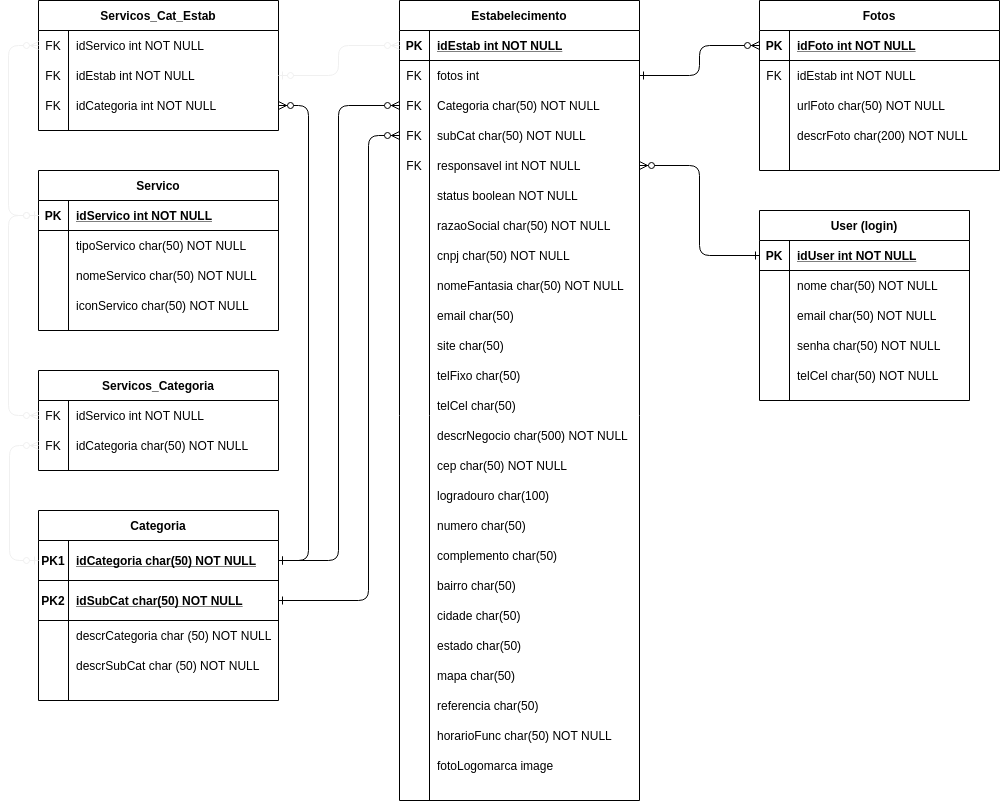 Servicos_Cat_Estab
FK idServico int NOT NULL
FK idEstab int NOT NULL
FK idCategoria int NOT NULL
Servico
PK idServico int NOT NULL
tipoServico char(50) NOT NULL
nomeServico char(50) NOT NULL
iconServico char(50) NOT NULL
Servicos_Categoria
FK idServico int NOT NULL
FK idCategoria char(50) NOT NULL
Categoria
PK1 idCategoria char(50) NOT NULL
PK2 idSubCat char(50) NOT NULL
descrCategoria char (50) NOT NULL
descrSubCat char (50) NOT NULL
Estabelecimento
PK idEstab int NOT NULL
FK fotos int
FK Categoria char(50) NOT NULL
FK subCat char(50) NOT NULL
FK responsavel int NOT NULL
status boolean NOT NULL
razaoSocial char(50) NOT NULL
cnpj char(50) NOT NULL
nomeFantasia char(50) NOT NULL
email char(50)
site char(50)
telFixo char(50)
telCel char(50)
descrNegocio char(500) NOT NULL
cep char(50) NOT NULL
logradouro char(100)
numero char(50)
complemento char(50)
bairro char(50)
cidade char(50)
estado char(50)
mapa char(50)
referencia char(50)
horarioFunc char(50) NOT NULL
fotoLogomarca image
Fotos
PK idFoto int NOT NULL
FK idEstab int NOT NULL
urlFoto char(50) NOT NULL
descrFoto char(200) NOT NULL
User (login)
PK idUser int NOT NULL
nome char(50) NOT NULL
email char(50) NOT NULL
senha char(50) NOT NULL
telCel char(50) NOT NULL